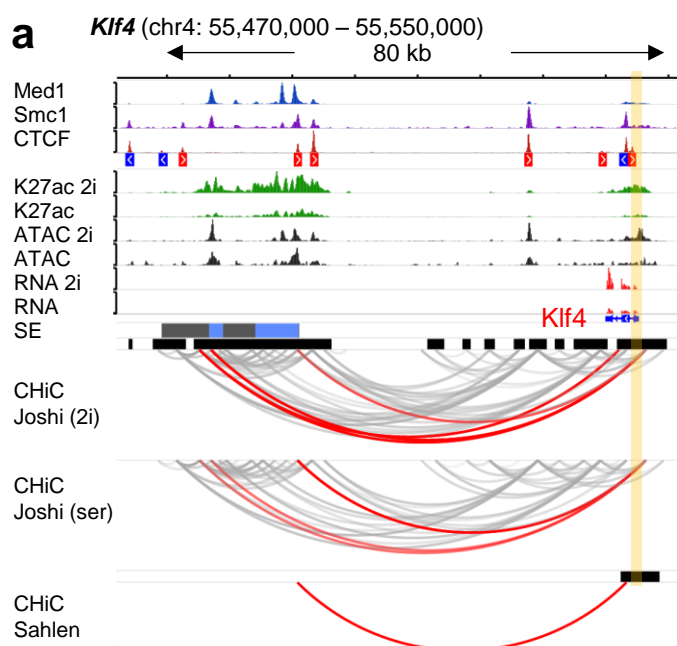 a
Klf4 (chr4: 55,470,000 – 55,550,000)
80 kb
Med1
Smc1
CTCF
K27ac 2i
K27ac
ATAC 2i
ATAC
RNA 2i
RNA
Klf4
SE
CHiC
Joshi (2i)
CHiC
Joshi (ser)
CHiC
Sahlen